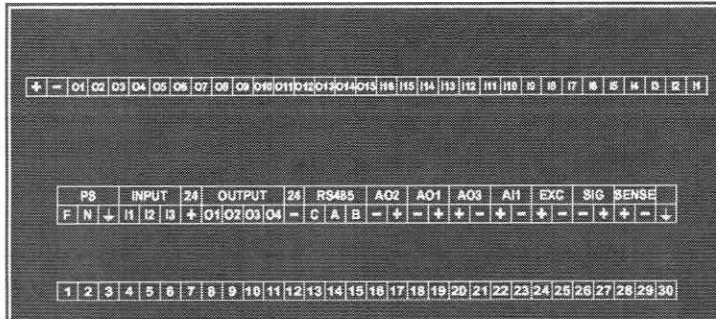 + - O1 O2 O3 O4 O5 O6 O7 O8 O9 O10 O11 O12 O13 O14 O15 I16 I15 I14 I13 I12 I11 I10 I9 I8 I7 I6 I5 I4 I3 I2 I1
PS INPUT 24 OUTPUT 24 RS485 AO2 AO1 AO3 AI1 EXC SIG SENSE
F N ⏚ I1 I2 I3 + O1 O2 O3 O4 - C A B - + - + - + - + + - - + + - ⏚
1 2 3 4 5 6 7 8 9 10 11 12 13 14 15 16 17 18 19 20 21 22 23 24 25 26 27 28 29 30